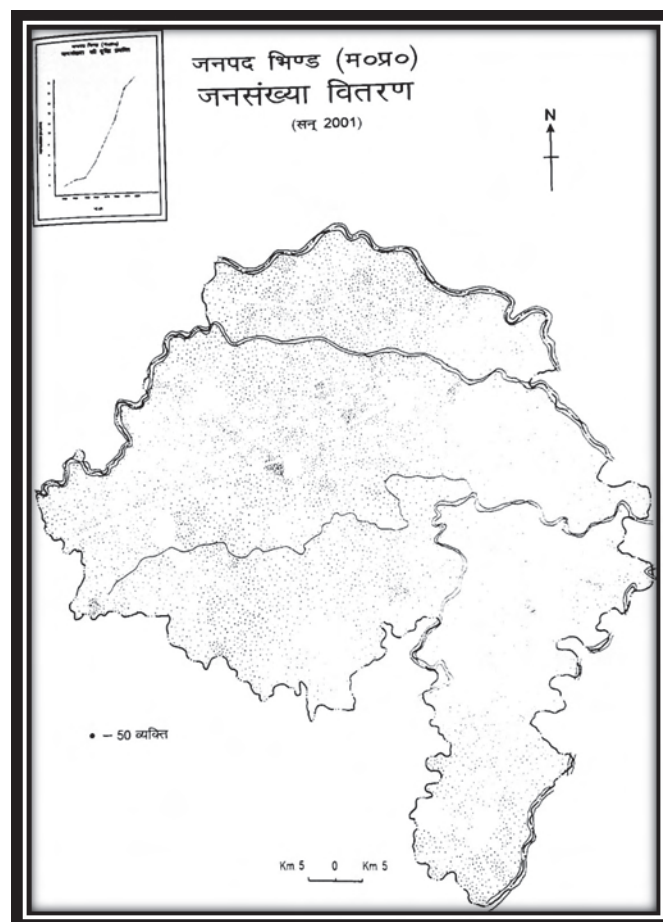 जनपद भिण्ड (म०प्र०)
जनसंख्या वितरण
(सन् 2001)
N
• – 50 व्यक्ति
Km 5 0 Km 5